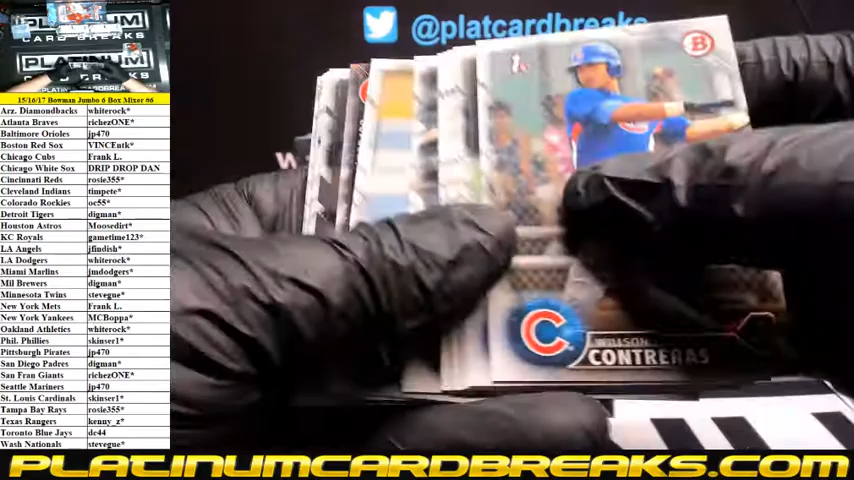 PLATINUM
CARD BREAKS
PLATINUM
@platcardbreaks
15/16/17 Bowman Jumbo 6 Box Mixer #6
Arz. Diamondbacks whiterock*
Atlanta Braves richezONE*
Baltimore Orioles jp470
Boston Red Sox VINCEntk*
Chicago Cubs Frank L.
Chicago White Sox DRIP DROP DAN
Cincinnati Reds rosie355*
Cleveland Indians timpete*
Colorado Rockies oc55*
Detroit Tigers digman*
Houston Astros Moosedirt*
KC Royals gametime123*
LA Angels jfindish*
LA Dodgers whiterock*
Miami Marlins jmdodgers*
Mil Brewers digman*
Minnesota Twins stevegue*
New York Mets Frank L.
New York Yankees MCBoppa*
Oakland Athletics whiterock*
Phil. Phillies skinser1*
Pittsburgh Pirates jp470
San Diego Padres digman*
San Fran Giants richezONE*
Seattle Mariners jp470
St. Louis Cardinals skinser1*
Tampa Bay Rays rosie355*
Texas Rangers kenny_z*
Toronto Blue Jays dc44
Wash Nationals stevegue*
B
1st
C
WILLSON
CONTRERAS
PLATINUMCARDBREAKS.COM